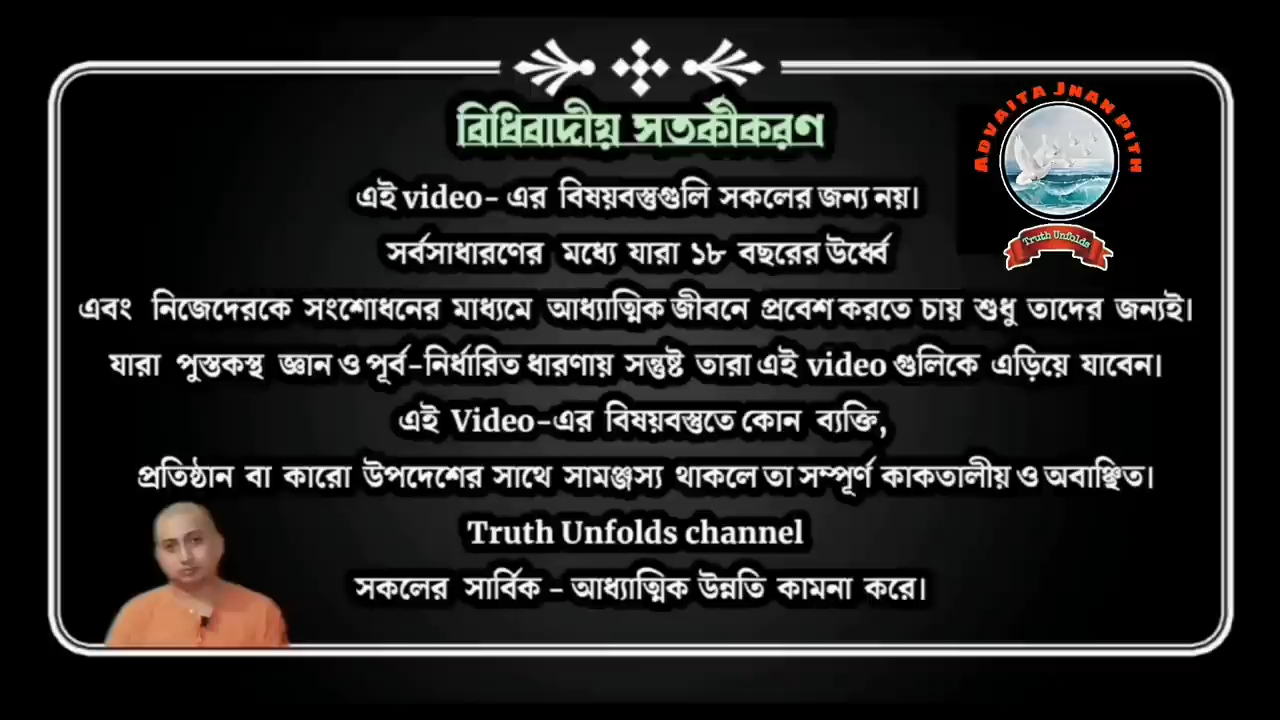 বিধিবাদীয় সতর্কীকরণ
ADVAITA JNAN PITH
Truth Unfolds
এই video- এর বিষয়বস্তুগুলি সকলের জন্য নয়।
সর্বসাধারণের মধ্যে যারা ১৮ বছরের উর্ধ্বে
এবং নিজেদেরকে সংশোধনের মাধ্যমে আধ্যাত্মিক জীবনে প্রবেশ করতে চায় শুধু তাদের জন্যই।
যারা পুস্তকস্থ জ্ঞান ও পূর্ব-নির্ধারিত ধারণায় সন্তুষ্ট তারা এই video গুলিকে এড়িয়ে যাবেন।
এই Video-এর বিষয়বস্তুতে কোন ব্যক্তি,
প্রতিষ্ঠান বা কারো উপদেশের সাথে সামঞ্জস্য থাকলে তা সম্পূর্ণ কাকতালীয় ও অবাঞ্ছিত।
Truth Unfolds channel
সকলের সার্বিক - আধ্যাত্মিক উন্নতি কামনা করে।